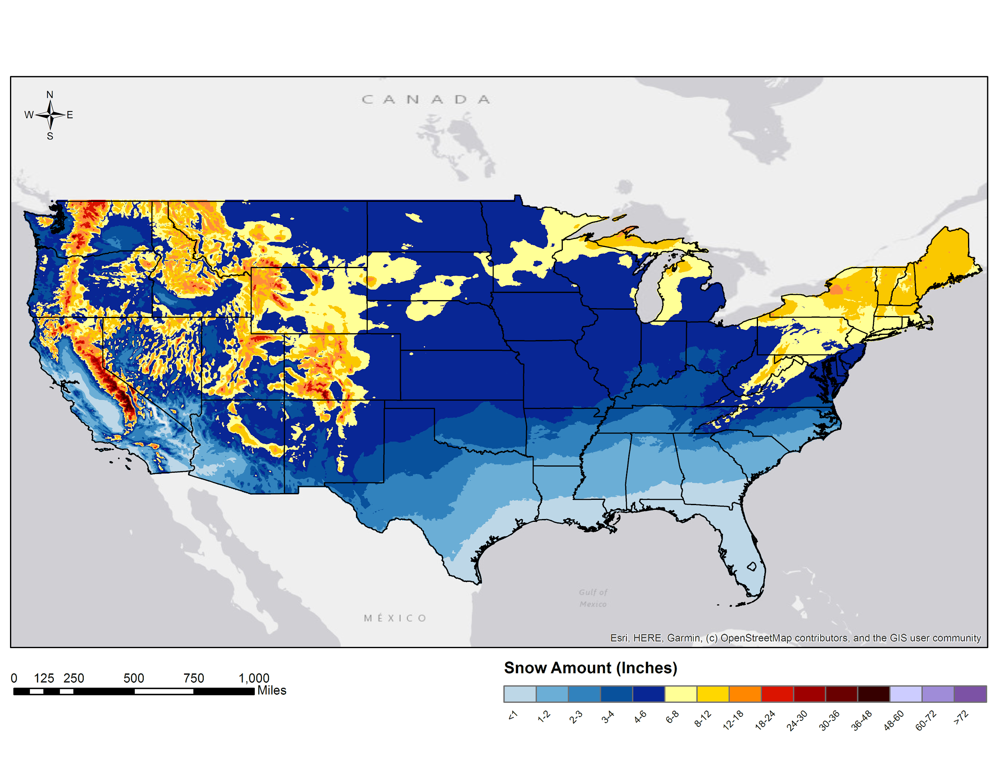 CANADA
N
W E
S
Gulf of
Mexico
MÉXICO
Esri, HERE, Garmin, (c) OpenStreetMap contributors, and the GIS user community
0 125 250 500 750 1,000
Miles
Snow Amount (Inches)
<1 1-2 2-3 3-4 4-6 6-8 8-12 12-18 18-24 24-30 30-36 36-48 48-60 60-72 >72